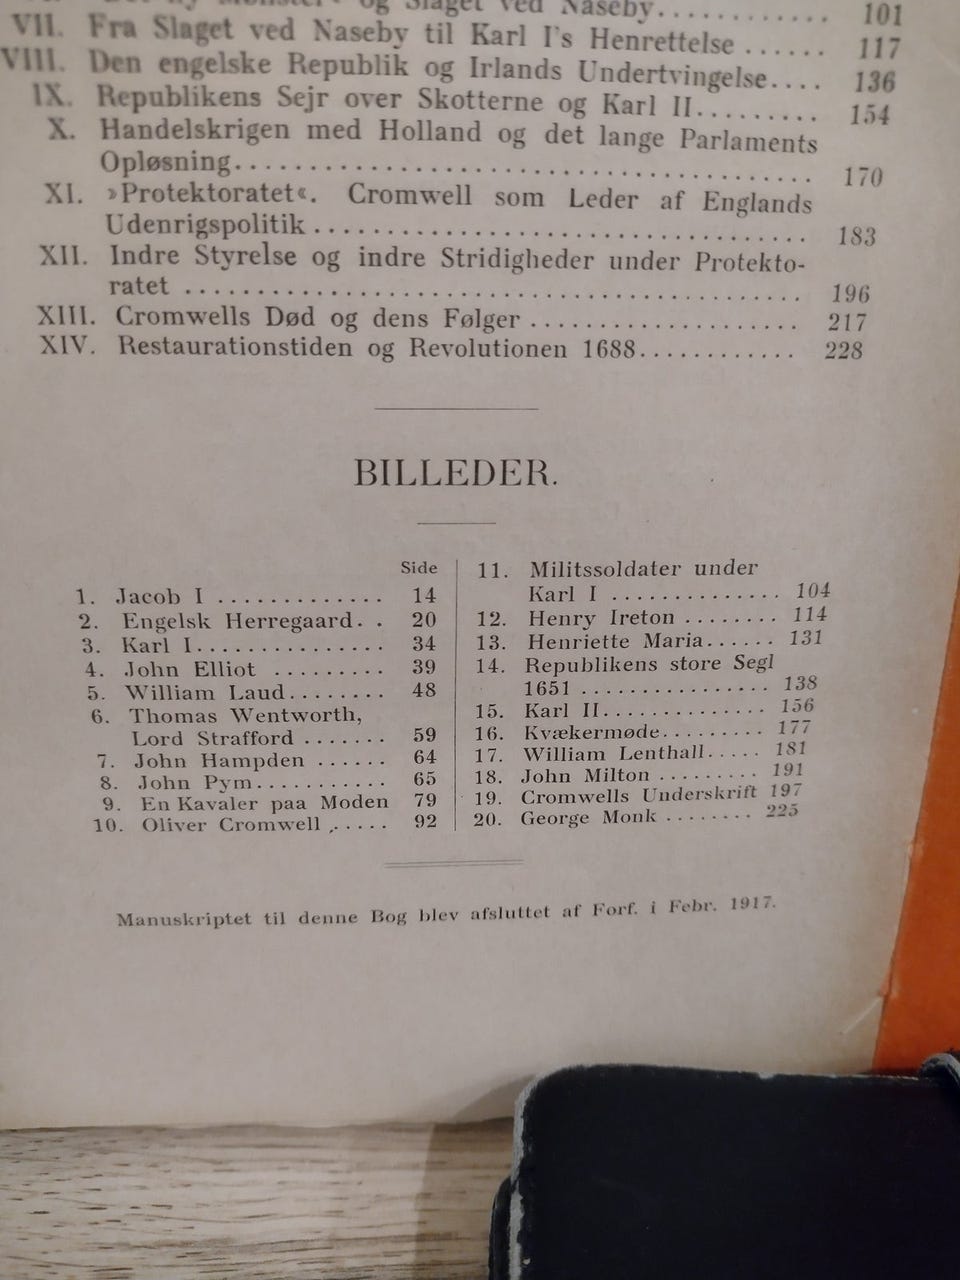 og Slaget ved Naseby............ 101
VII. Fra Slaget ved Naseby til Karl I's Henrettelse ...... 117
VIII. Den engelske Republik og Irlands Undertvingelse.... 136
IX. Republikens Sejr over Skotterne og Karl II......... 154
X. Handelskrigen med Holland og det lange Parlaments
Opløsning........................................ 170
XI. »Protektoratet«. Cromwell som Leder af Englands
Udenrigspolitik .................................. 183
XII. Indre Styrelse og indre Stridigheder under Protekto-
ratet ........................................... 196
XIII. Cromwells Død og dens Følger ................... 217
XIV. Restaurationstiden og Revolutionen 1688............ 228
BILLEDER.
Side
1. Jacob I ............. 14
2. Engelsk Herregaard. . 20
3. Karl I............... 34
4. John Elliot ......... 39
5. William Laud........ 48
6. Thomas Wentworth,
Lord Strafford ....... 59
7. John Hampden ...... 64
8. John Pym........... 65
9. En Kavaler paa Moden 79
10. Oliver Cromwell ...... 92
11. Militssoldater under
Karl I .............. 104
12. Henry Ireton ........ 114
13. Henriette Maria...... 131
14. Republikens store Segl
1651 ................ 138
15. Karl II.............. 156
16. Kvækermøde......... 177
17. William Lenthall..... 181
18. John Milton ......... 191
19. Cromwells Underskrift 197
20. George Monk ........ 225
Manuskriptet til denne Bog blev afsluttet af Forf. i Febr. 1917.